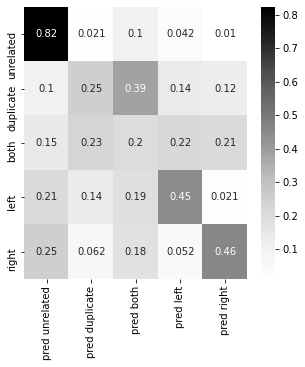 unrelated 0.82 0.021 0.1 0.042 0.01
duplicate 0.1 0.25 0.39 0.14 0.12
both 0.15 0.23 0.2 0.22 0.21
left 0.21 0.14 0.19 0.45 0.021
right 0.25 0.062 0.18 0.052 0.46
pred unrelated
pred duplicate
pred both
pred left
pred right
0.8
0.7
0.6
0.5
0.4
0.3
0.2
0.1